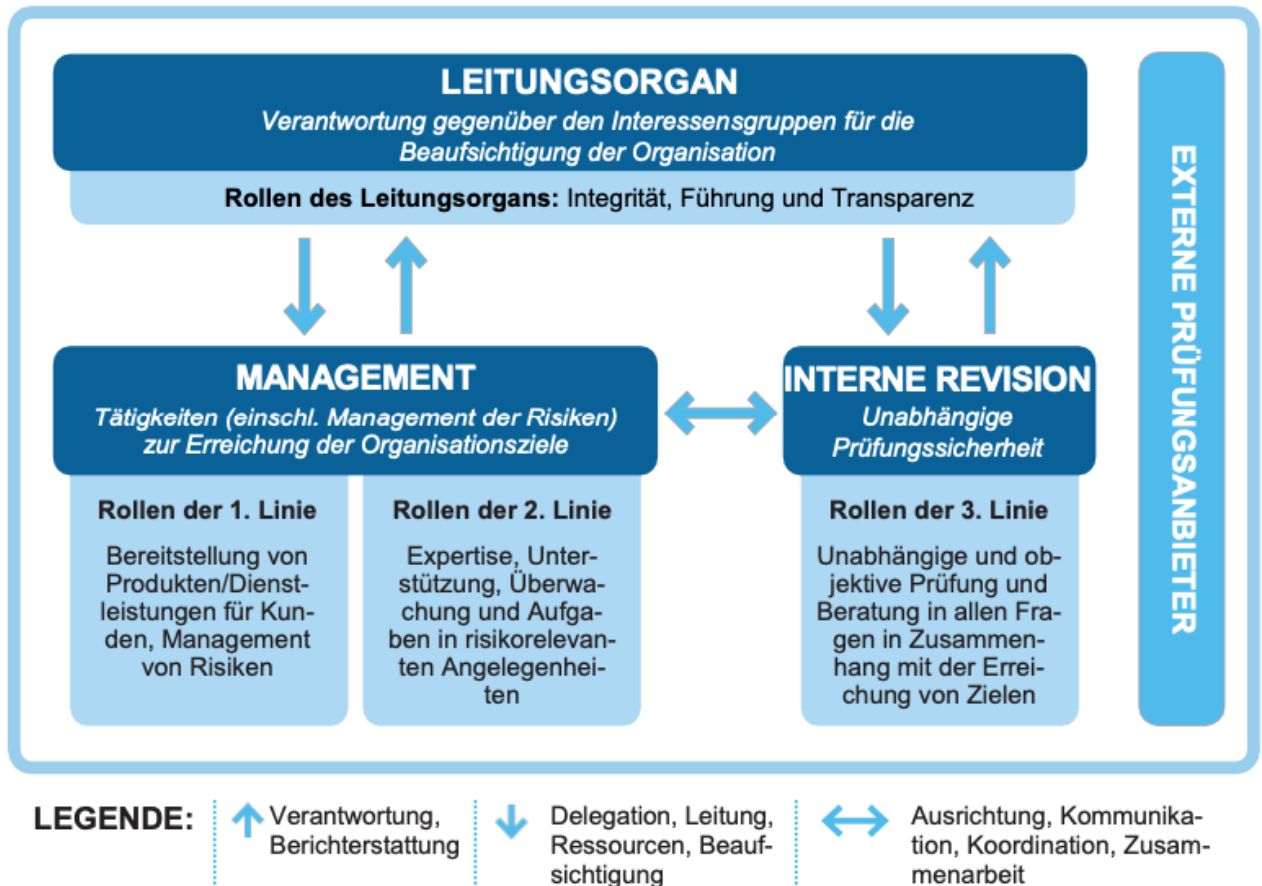 LEITUNGSORGAN
Verantwortung gegenüber den Interessensgruppen für die
Beaufsichtigung der Organisation
Rollen des Leitungsorgans: Integrität, Führung und Transparenz
MANAGEMENT
Tätigkeiten (einschl. Management der Risiken)
zur Erreichung der Organisationsziele
Rollen der 1. Linie
Bereitstellung von
Produkten/Dienst-
leistungen für Kun-
den, Management
von Risiken
Rollen der 2. Linie
Expertise, Unter-
stützung, Überwa-
chung und Aufga-
ben in risikorelevan-
ten Angelegenhei-
ten
INTERNE REVISION
Unabhängige
Prüfungssicherheit
Rollen der 3. Linie
Unabhängige und ob-
jektive Prüfung und
Beratung in allen Fra-
gen in Zusammen-
hang mit der Errei-
chung von Zielen
EXTERNE PRÜFUNGSANBIETER
LEGENDE:
Verantwortung,
Berichterstattung
Delegation, Leitung,
Ressourcen, Beauf-
sichtigung
Ausrichtung, Kommunika-
tion, Koordination, Zusam-
menarbeit